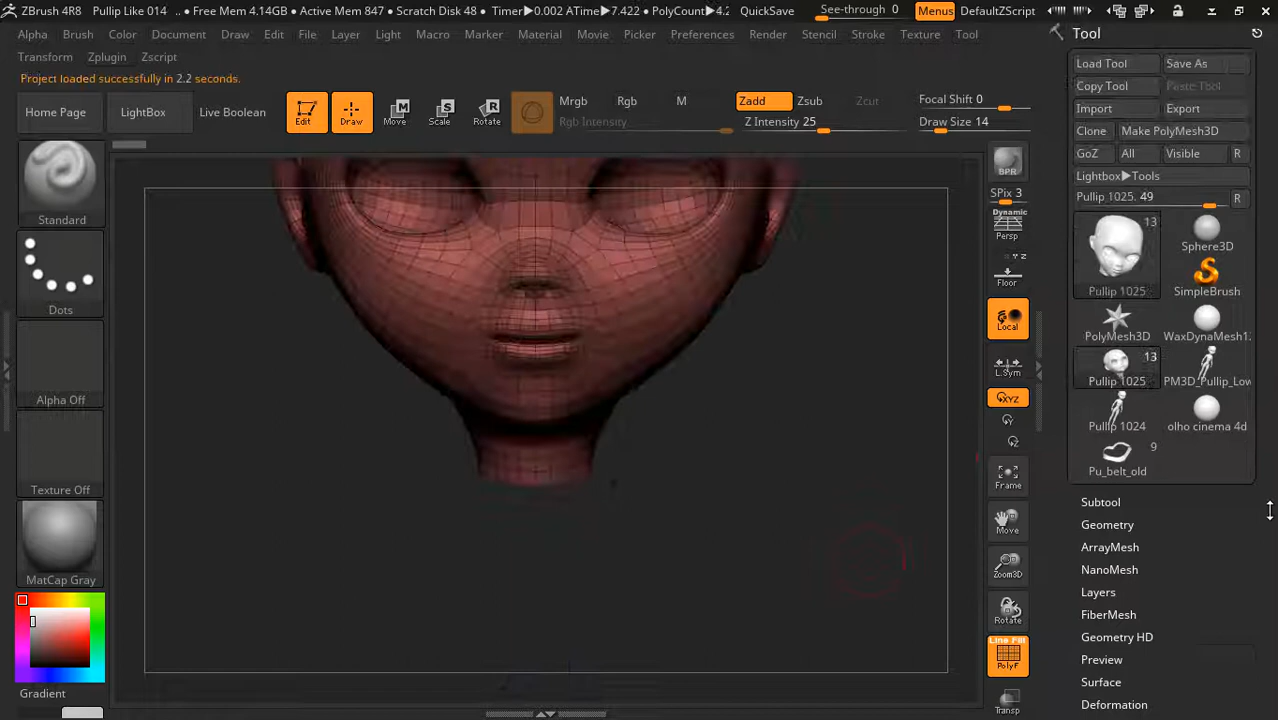 ZBrush 4R8 Pullip Like 014 .. • Free Mem 4.14GB • Active Mem 847 • Scratch Disk 48 • Timer▶0.002 ATime▶7.422 • PolyCount▶4.2 QuickSave See-through 0 Menus DefaultZScript
Alpha Brush Color Document Draw Edit File Layer Light Macro Marker Material Movie Picker Preferences Render Stencil Stroke Texture Tool
Transform Zplugin Zscript
Project loaded successfully in 2.2 seconds.
Home Page LightBox Live Boolean Edit Draw Move Scale Rotate
Mrgb Rgb M Zadd Zsub Zcut Focal Shift 0
Rgb Intensity Z Intensity 25 Draw Size 14
Standard
Dots
Alpha Off
Texture Off
MatCap Gray
Gradient
BPR
SPix 3
Dynamic
Persp
Floor
Local
L.Sym
XYZ
Y
Z
Frame
Move
Zoom3D
Rotate
Line Fill
PolyF
Transp
Tool
Load Tool Save As
Copy Tool Paste Tool
Import Export
Clone Make PolyMesh3D
GoZ All Visible R
Lightbox▶Tools
Pullip 1025. 49 R
13
Pullip 1025 Sphere3D
SimpleBrush
PolyMesh3D WaxDynaMesh1.
13
Pullip 1025 PM3D_Pullip_Low
Pullip 1024 olho cinema 4d
9
Pu_belt_old
Subtool
Geometry
ArrayMesh
NanoMesh
Layers
FiberMesh
Geometry HD
Preview
Surface
Deformation